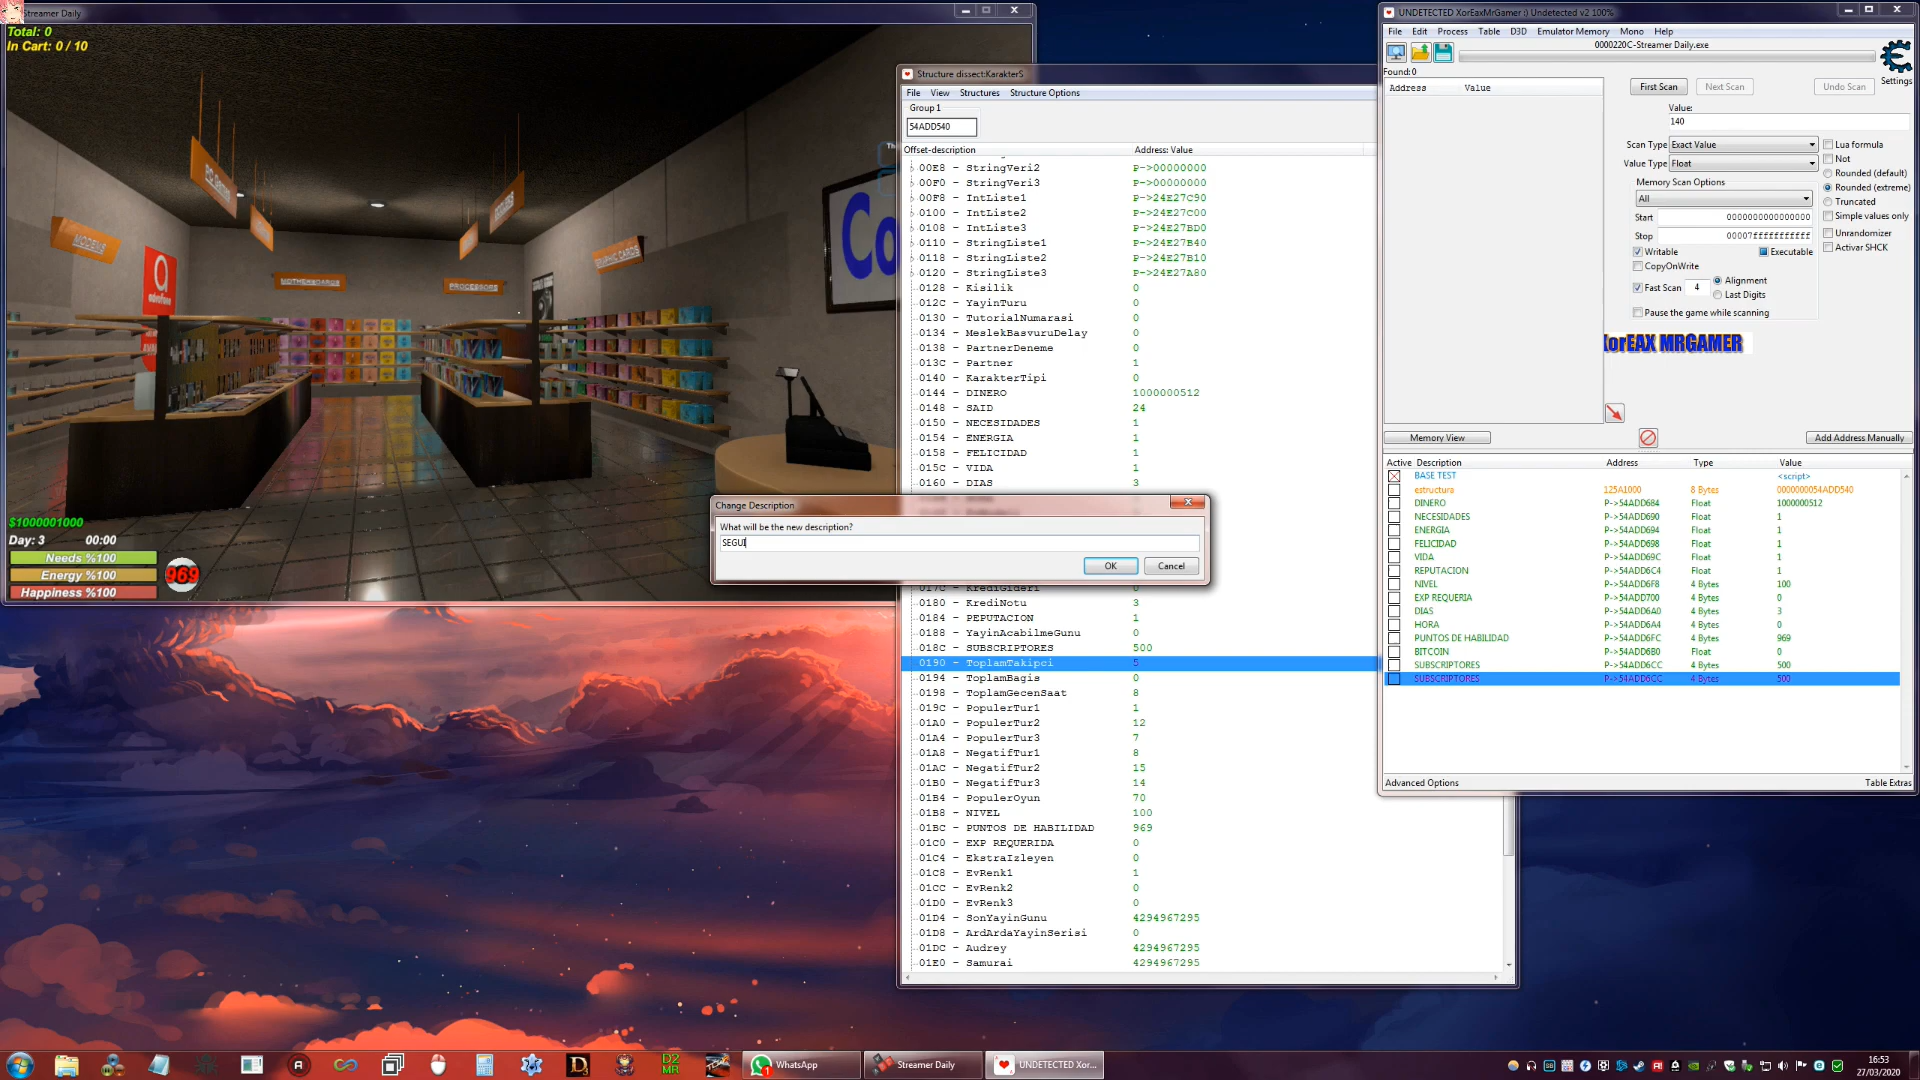 Streamer Daily
Total: 0
In Cart: 0 / 10
MODEMS
MOTHERBOARDS
PROCESSORS
GRAPHIC CARDS
Co
$1000001000
Day: 3 00:00
Needs %100
Energy %100
Happiness %100
969
Structure dissect:KarakterS
File View Structures Structure Options
Group 1
54ADD540
Offset-description Address: Value
00E8 - StringVeri2 P->00000000
00F0 - StringVeri3 P->00000000
00F8 - IntListe1 P->24E27C90
0100 - IntListe2 P->24E27C00
0108 - IntListe3 P->24E27BD0
0110 - StringListe1 P->24E27B40
0118 - StringListe2 P->24E27B10
0120 - StringListe3 P->24E27A80
0128 - Kisilik 0
012C - YayinTuru 0
0130 - TutorialNumarasi 0
0134 - MeslekBasvuruDelay 0
0138 - PartnerDeneme 0
013C - Partner 1
0140 - KarakterTipi 0
0144 - DINERO 1000000512
0148 - SAID 24
0150 - NECESIDADES 1
0154 - ENERGIA 1
0158 - FELICIDAD 1
015C - VIDA 1
0160 - DIAS 3
Change Description
What will be the new description?
SEGUI
OK Cancel
017C - KrediGideri 0
0180 - KrediNotu 3
0184 - PEPUTACION 1
0188 - YayinAcabilmeGunu 0
018C - SUBSCRIPTORES 500
0190 - ToplamTakipci 5
0194 - ToplamBagis 0
0198 - ToplamGecenSaat 8
019C - PopulerTur1 1
01A0 - PopulerTur2 12
01A4 - PopulerTur3 7
01A8 - NegatifTur1 8
01AC - NegatifTur2 15
01B0 - NegatifTur3 14
01B4 - PopulerOyun 70
01B8 - NIVEL 100
01BC - PUNTOS DE HABILIDAD 969
01C0 - EXP REQUERIDA 0
01C4 - EkstraIzleyen 0
01C8 - EvRenk1 1
01CC - EvRenk2 0
01D0 - EvRenk3 0
01D4 - SonYayinGunu 4294967295
01D8 - ArdArdaYayinSerisi 0
01DC - Audrey 4294967295
01E0 - Samurai 4294967295
UNDETECTED XorEaxMrGamer :) Undetected v2 100%
File Edit Process Table D3D Emulator Memory Mono Help
0000220C-Streamer Daily.exe
Found:0
Settings
Address Value
First Scan Next Scan Undo Scan
Value:
140
Scan Type Exact Value Lua formula
Value Type Float Not
Memory Scan Options Rounded (default)
All Rounded (extreme)
Truncated
Start 0000000000000000 Simple values only
Stop 00007fffffffffff Unrandomizer
Writable Executable Activar SHCK
CopyOnWrite
Fast Scan 4 Alignment
Last Digits
Pause the game while scanning
XorEAX MRGAMER
Memory View Add Address Manually
Active Description Address Type Value
BASE TEST <script>
estructura 125A1000 8 Bytes 0000000054ADD540
DINERO P->54ADD684 Float 1000000512
NECESIDADES P->54ADD690 Float 1
ENERGIA P->54ADD694 Float 1
FELICIDAD P->54ADD698 Float 1
VIDA P->54ADD69C Float 1
REPUTACION P->54ADD6C4 Float 1
NIVEL P->54ADD6F8 4 Bytes 100
EXP REQUERIA P->54ADD700 4 Bytes 0
DIAS P->54ADD6A0 4 Bytes 3
HORA P->54ADD6A4 4 Bytes 0
PUNTOS DE HABILIDAD P->54ADD6FC 4 Bytes 969
BITCOIN P->54ADD6B0 Float 0
SUBSCRIPTORES P->54ADD6CC 4 Bytes 500
SUBSCRIPTORES P->54ADD6CC 4 Bytes 500
Advanced Options Table Extras
D2
MR
1
WhatsApp
Streamer Daily
UNDETECTED Xor...
16:53
27/03/2020